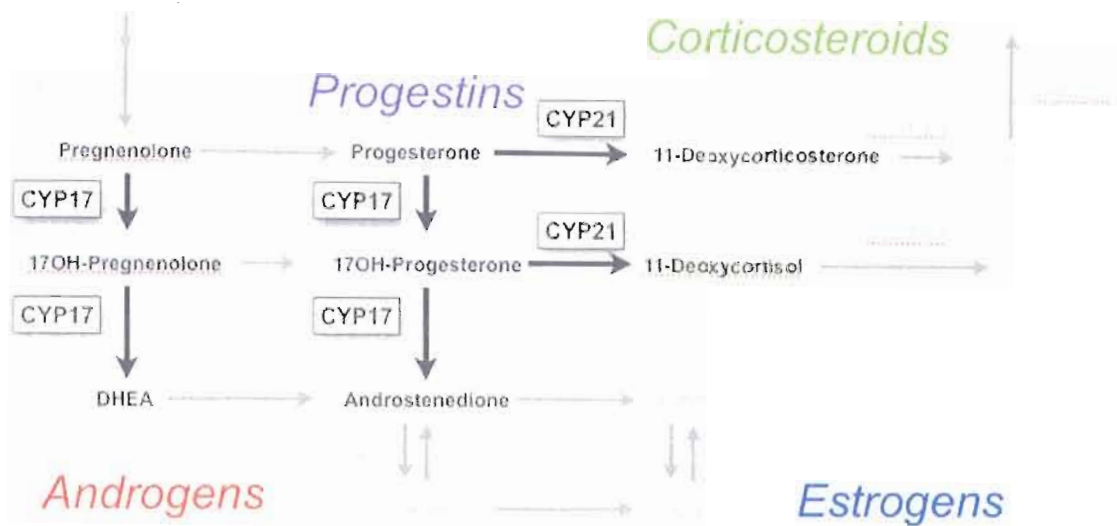 Corticosteroids
Progestins
CYP21
Pregnenolone
Progesterone
11-Deoxycorticosterone
CYP17
CYP17
CYP21
17OH-Pregnenolone
17OH-Progesterone
11-Deoxycortisol
CYP17
CYP17
DHEA
Androstenedione
Androgens
Estrogens